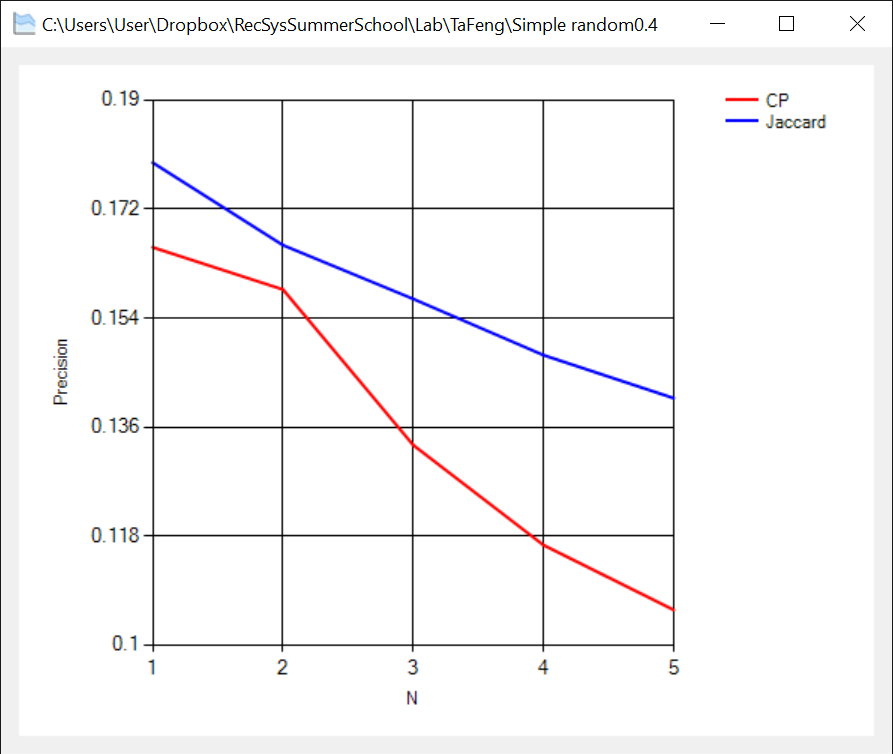 C:\Users\User\Dropbox\RecSysSummerSchool\Lab\TaFeng\Simple random0.4
CP
Jaccard
0.19
0.172
0.154
0.136
0.118
0.1
Precision
1 2 3 4 5
N